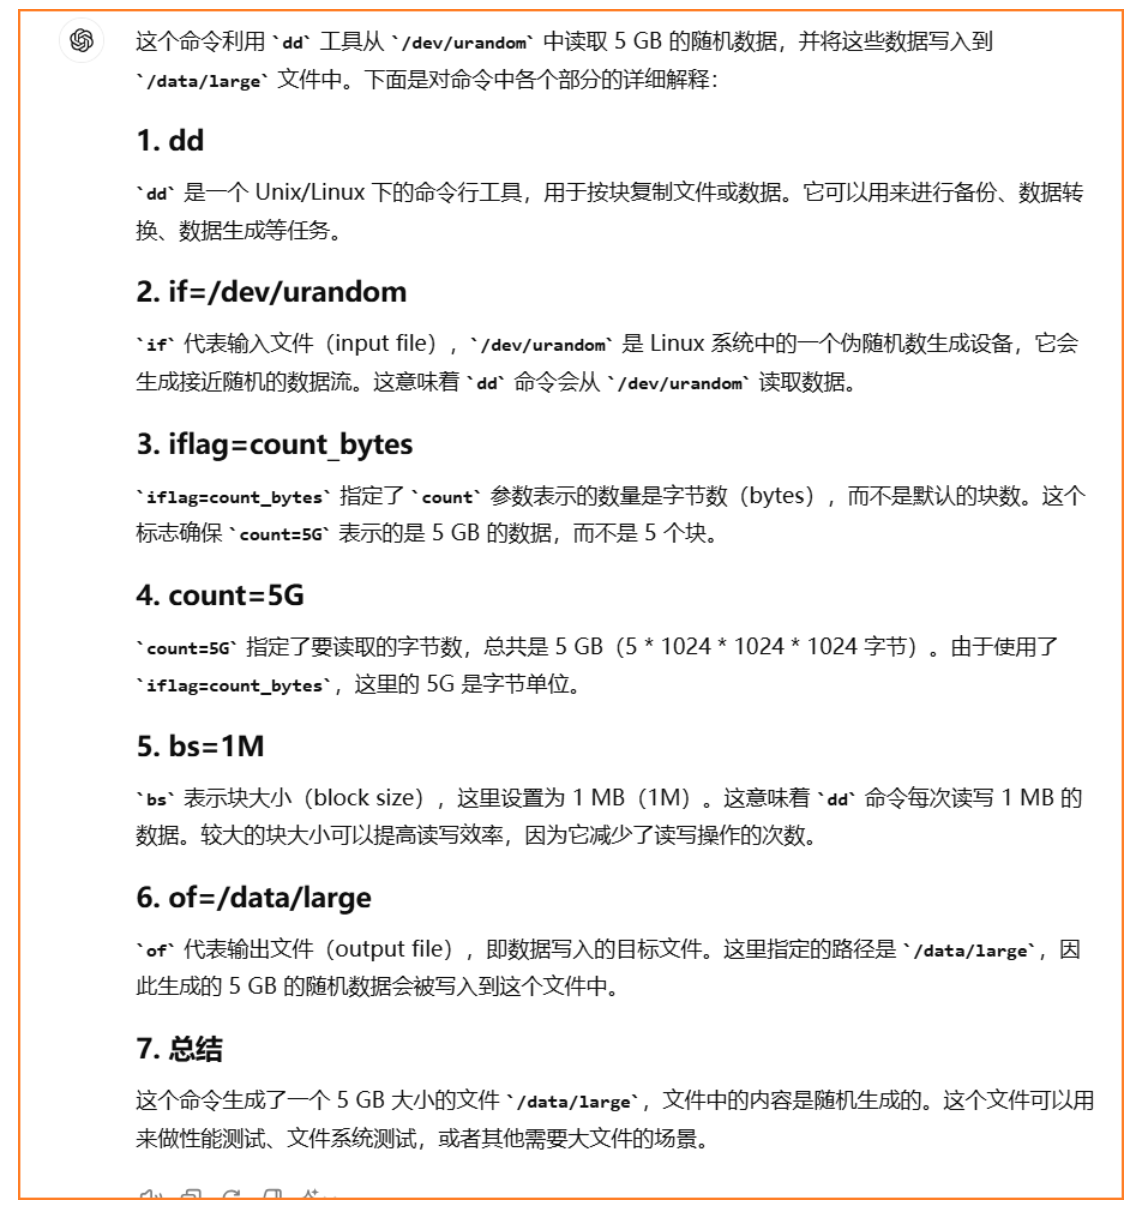 这个命令利用 `dd` 工具从 `/dev/urandom` 中读取 5 GB 的随机数据，并将这些数据写入到
`/data/large` 文件中。下面是对命令中各个部分的详细解释：
1. dd
`dd` 是一个 Unix/Linux 下的命令行工具，用于按块复制文件或数据。它可以用来进行备份、数据转
换、数据生成等任务。
2. if=/dev/urandom
`if` 代表输入文件（input file），`/dev/urandom` 是 Linux 系统中的一个伪随机数生成设备，它会
生成接近随机的数据流。这意味着 `dd` 命令会从 `/dev/urandom` 读取数据。
3. iflag=count_bytes
`iflag=count_bytes` 指定了 `count` 参数表示的数量是字节数（bytes），而不是默认的块数。这个
标志确保 `count=5G` 表示的是 5 GB 的数据，而不是 5 个块。
4. count=5G
`count=5G` 指定了要读取的字节数，总共是 5 GB（5 * 1024 * 1024 * 1024 字节）。由于使用了
`iflag=count_bytes`，这里的 5G 是字节单位。
5. bs=1M
`bs` 表示块大小（block size），这里设置为 1 MB（1M）。这意味着 `dd` 命令每次读写 1 MB 的
数据。较大的块大小可以提高读写效率，因为它减少了读写操作的次数。
6. of=/data/large
`of` 代表输出文件（output file），即数据写入的目标文件。这里指定的路径是 `/data/large`，因
此生成的 5 GB 的随机数据会被写入到这个文件中。
7. 总结
这个命令生成了一个 5 GB 大小的文件 `/data/large`，文件中的内容是随机生成的。这个文件可以用
来做性能测试、文件系统测试，或者其他需要大文件的场景。